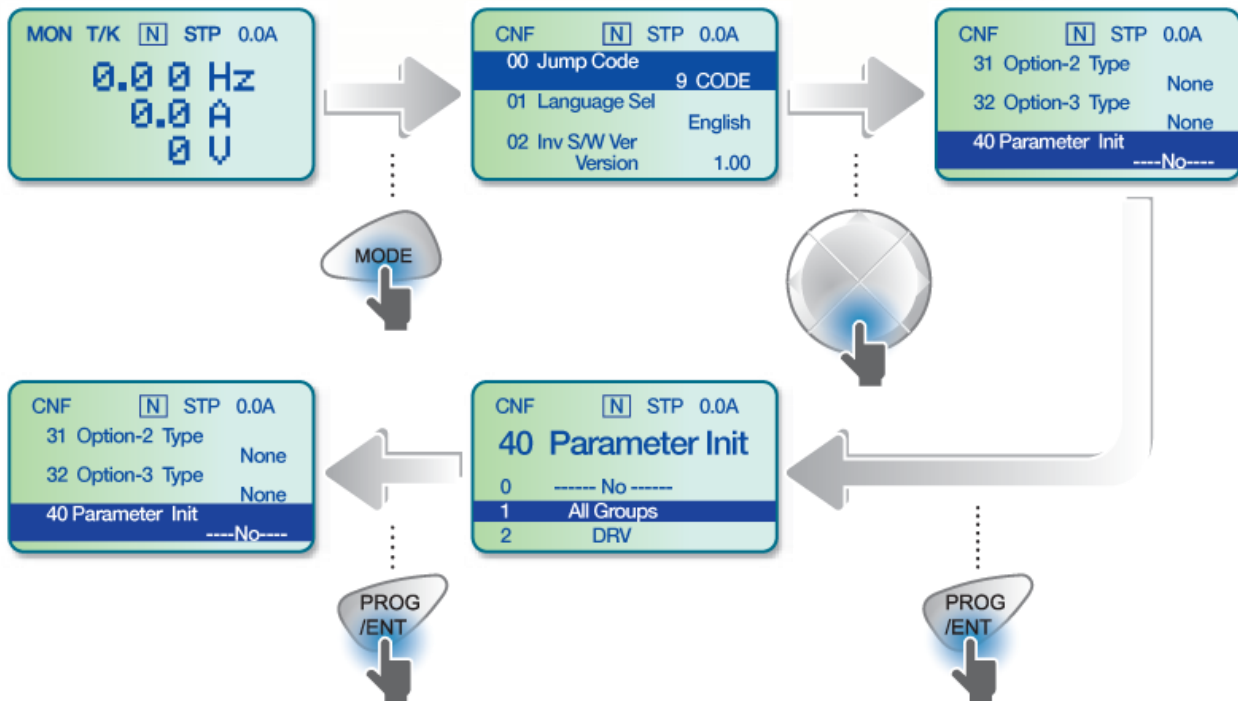 MON T/K N STP 0.0A
0.00 Hz
0.0 A
0 V
MODE
CNF N STP 0.0A
00 Jump Code
9 CODE
01 Language Sel
English
02 Inv S/W Ver
Version 1.00
CNF N STP 0.0A
31 Option-2 Type
None
32 Option-3 Type
None
40 Parameter Init
----No----
PROG
/ENT
CNF N STP 0.0A
40 Parameter Init
0 ------ No ------
1 All Groups
2 DRV
PROG
/ENT
CNF N STP 0.0A
31 Option-2 Type
None
32 Option-3 Type
None
40 Parameter Init
----No----